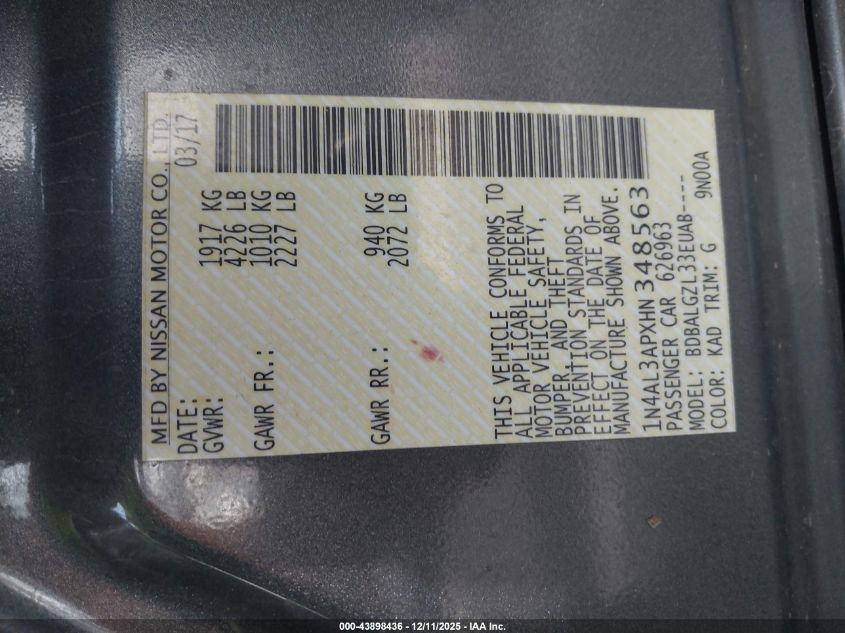 MFD BY NISSAN MOTOR CO., LTD.
DATE: 03/17
GVWR: 1917 KG
4226 LB
GAWR FR.: 1010 KG
2227 LB
GAWR RR.: 940 KG
2072 LB
THIS VEHICLE CONFORMS TO
ALL APPLICABLE FEDERAL
MOTOR VEHICLE SAFETY,
BUMPER, AND THEFT
PREVENTION STANDARDS IN
EFFECT ON THE DATE OF
MANUFACTURE SHOWN ABOVE.
1N4AL3APXHN348563
PASSENGER CAR 626963
MODEL: BDBALGZL33EUAB----
COLOR: KAD TRIM: G 9N00A
000-43898436 - 12/11/2025 - IAA Inc.